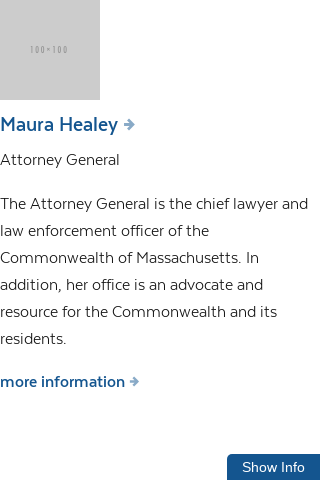 100×100
Maura Healey
Attorney General
The Attorney General is the chief lawyer and
law enforcement officer of the
Commonwealth of Massachusetts. In
addition, her office is an advocate and
resource for the Commonwealth and its
residents.
more information
Show Info